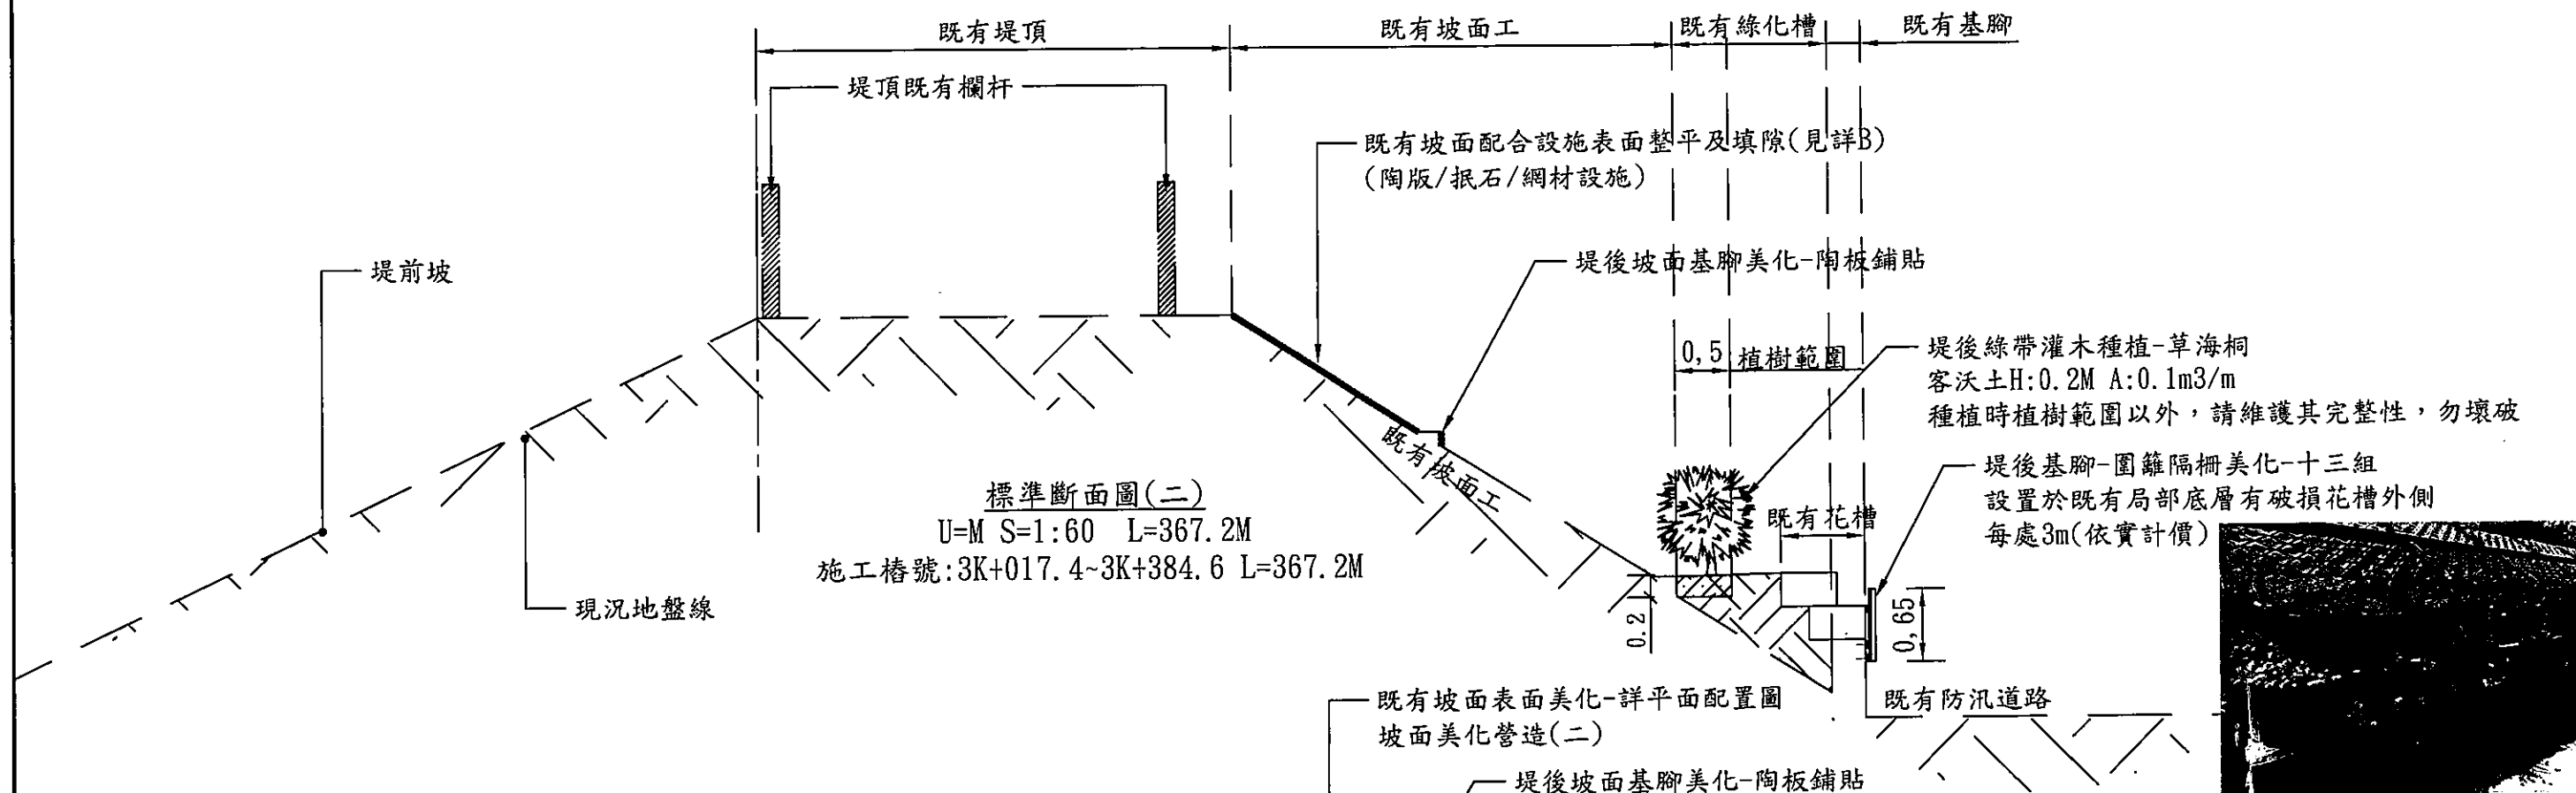 既有堤頂
既有坡面工
既有綠化槽
既有基腳
堤頂既有欄杆
既有坡面配合設施表面整平及填隙(見詳B)
(陶版/抿石/網材設施)
堤前坡
堤後坡面基腳美化-陶板鋪貼
0,5
植樹範圍
堤後綠帶灌木種植-草海桐
客沃土H:0.2M A:0.1m3/m
種植時植樹範圍以外，請維護其完整性，勿壞破
既有坡面工
堤後基腳-圍籬隔柵美化-十三組
設置於既有局部底層有破損花槽外側
每處3m(依實計價)
標準斷面圖(二)
U=M S=1:60 L=367.2M
施工樁號:3K+017.4~3K+384.6 L=367.2M
既有花槽
現況地盤線
0.2
0,65
既有坡面表面美化-詳平面配置圖
坡面美化營造(二)
既有防汛道路
堤後坡面基腳美化-陶板鋪貼